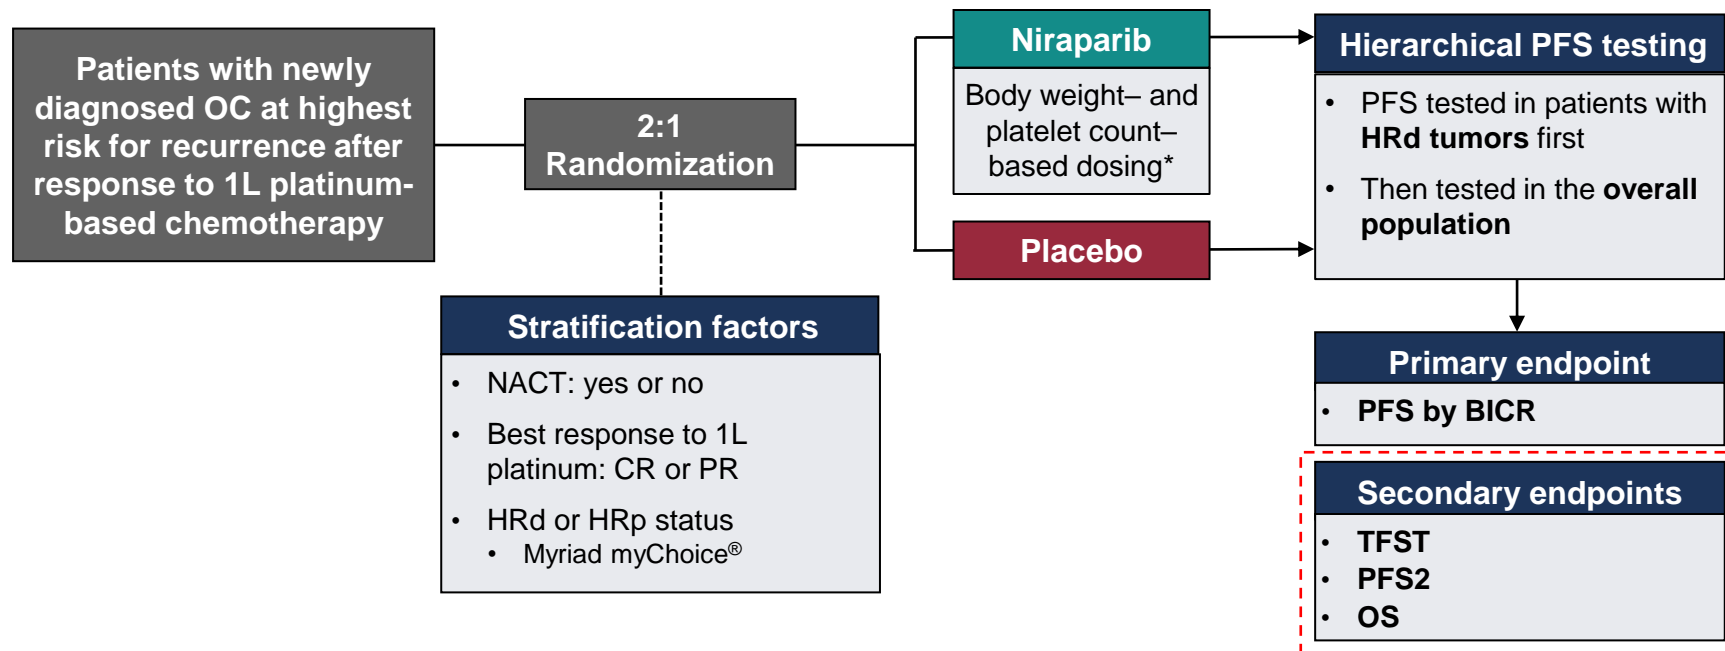 Patients with newly
diagnosed OC at highest
risk for recurrence after
response to 1L platinum-
based chemotherapy
2:1
Randomization
Stratification factors
• NACT: yes or no
• Best response to 1L
platinum: CR or PR
• HRd or HRp status
• Myriad myChoice®
Niraparib
Body weight– and
platelet count–
based dosing*
Placebo
Hierarchical PFS testing
• PFS tested in patients with
HRd tumors first
• Then tested in the overall
population
Primary endpoint
• PFS by BICR
Secondary endpoints
• TFST
• PFS2
• OS